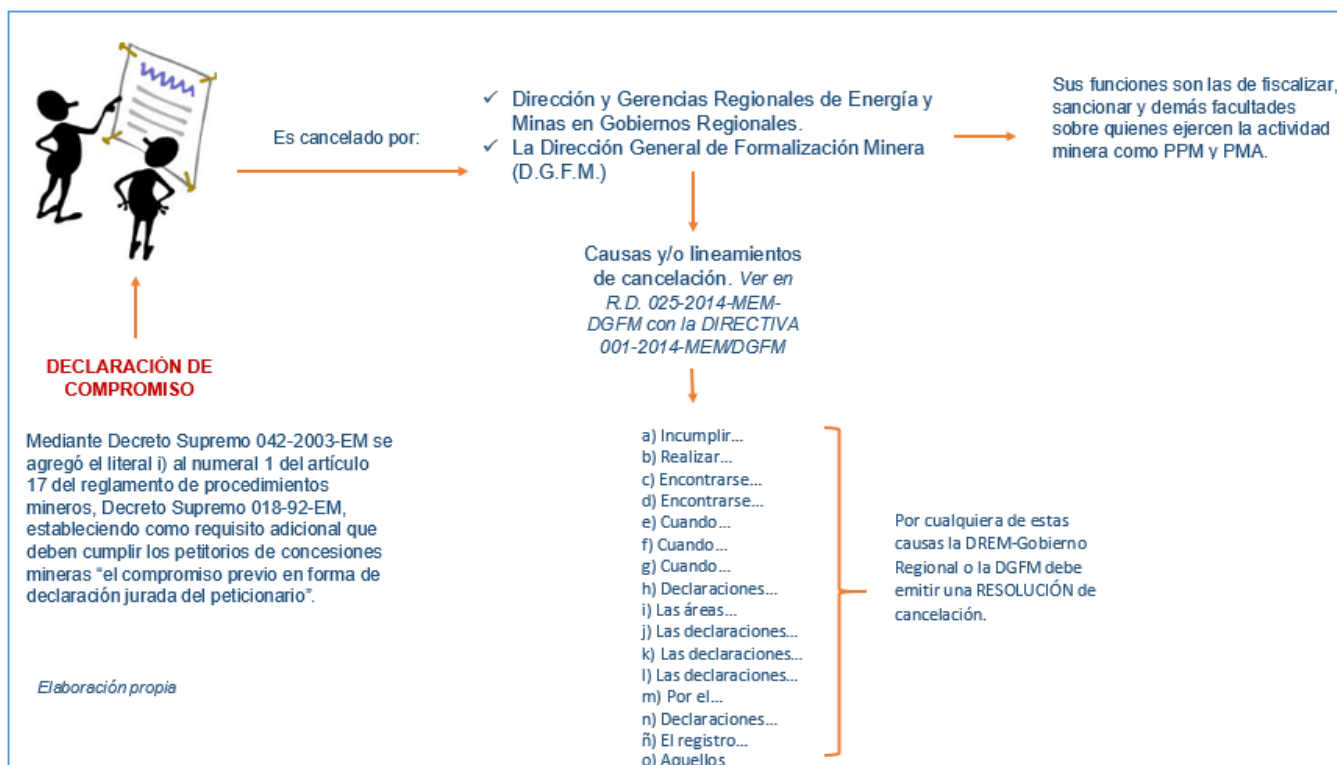 Es cancelado por:
✓ Dirección y Gerencias Regionales de Energía y
Minas en Gobiernos Regionales.
✓ La Dirección General de Formalización Minera
(D.G.F.M.)
Sus funciones son las de fiscalizar,
sancionar y demás facultades
sobre quienes ejercen la actividad
minera como PPM y PMA.
Causas y/o lineamientos
de cancelación. Ver en
R.D. 025-2014-MEM-
DGFM con la DIRECTIVA
001-2014-MEM/DGFM
DECLARACIÓN DE
COMPROMISO
Mediante Decreto Supremo 042-2003-EM se
agregó el literal i) al numeral 1 del artículo
17 del reglamento de procedimientos
mineros, Decreto Supremo 018-92-EM,
estableciendo como requisito adicional que
deben cumplir los petitorios de concesiones
mineras “el compromiso previo en forma de
declaración jurada del peticionario”.
Elaboración propia
a) Incumplir...
b) Realizar...
c) Encontrarse...
d) Encontrarse...
e) Cuando...
f) Cuando...
g) Cuando...
h) Declaraciones...
i) Las áreas...
j) Las declaraciones...
k) Las declaraciones...
l) Las declaraciones...
m) Por el...
n) Declaraciones...
ñ) El registro...
o) Aquellos
Por cualquiera de estas
causas la DREM-Gobierno
Regional o la DGFM debe
emitir una RESOLUCIÓN de
cancelación.